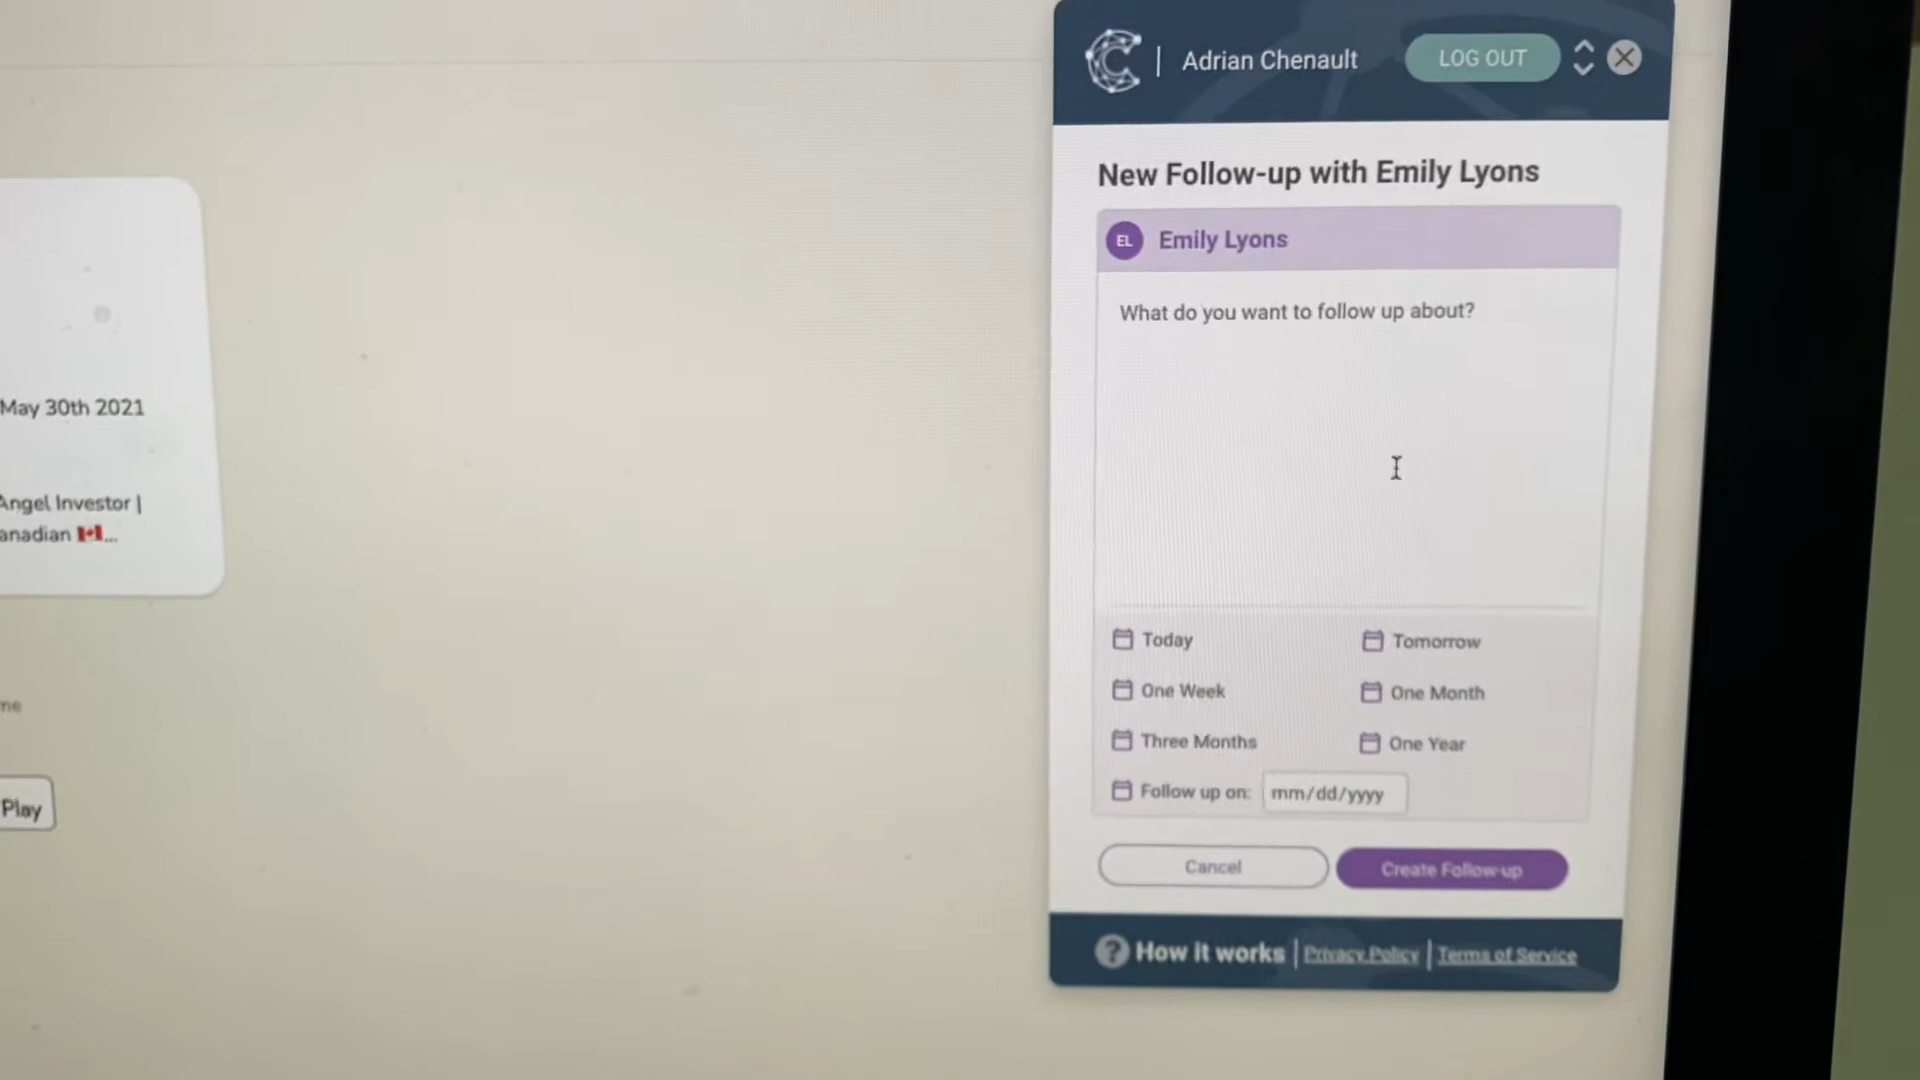 Adrian Chenault
LOG OUT
New Follow-up with Emily Lyons
EL
Emily Lyons
What do you want to follow up about?
May 30th 2021
Angel Investor |
anadian 🇨🇦...
me
Play
Today
Tomorrow
One Week
One Month
Three Months
One Year
Follow up on:
mm/dd/yyyy
Cancel
Create Follow-up
? How it works | Privacy Policy | Terms of Service